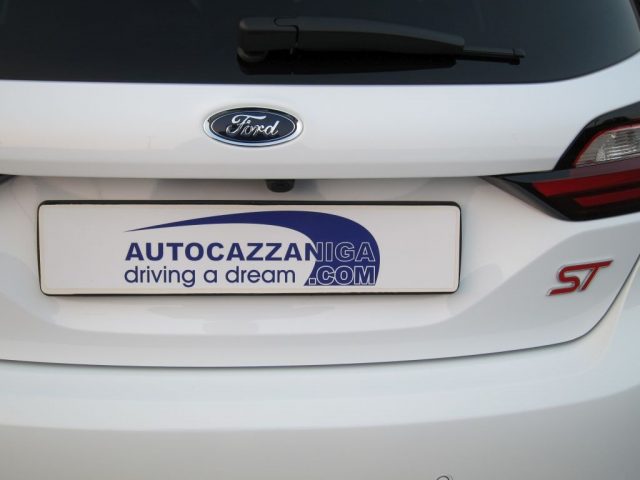 Ford
AUTOCAZZANIGA
driving a dream .COM
ST